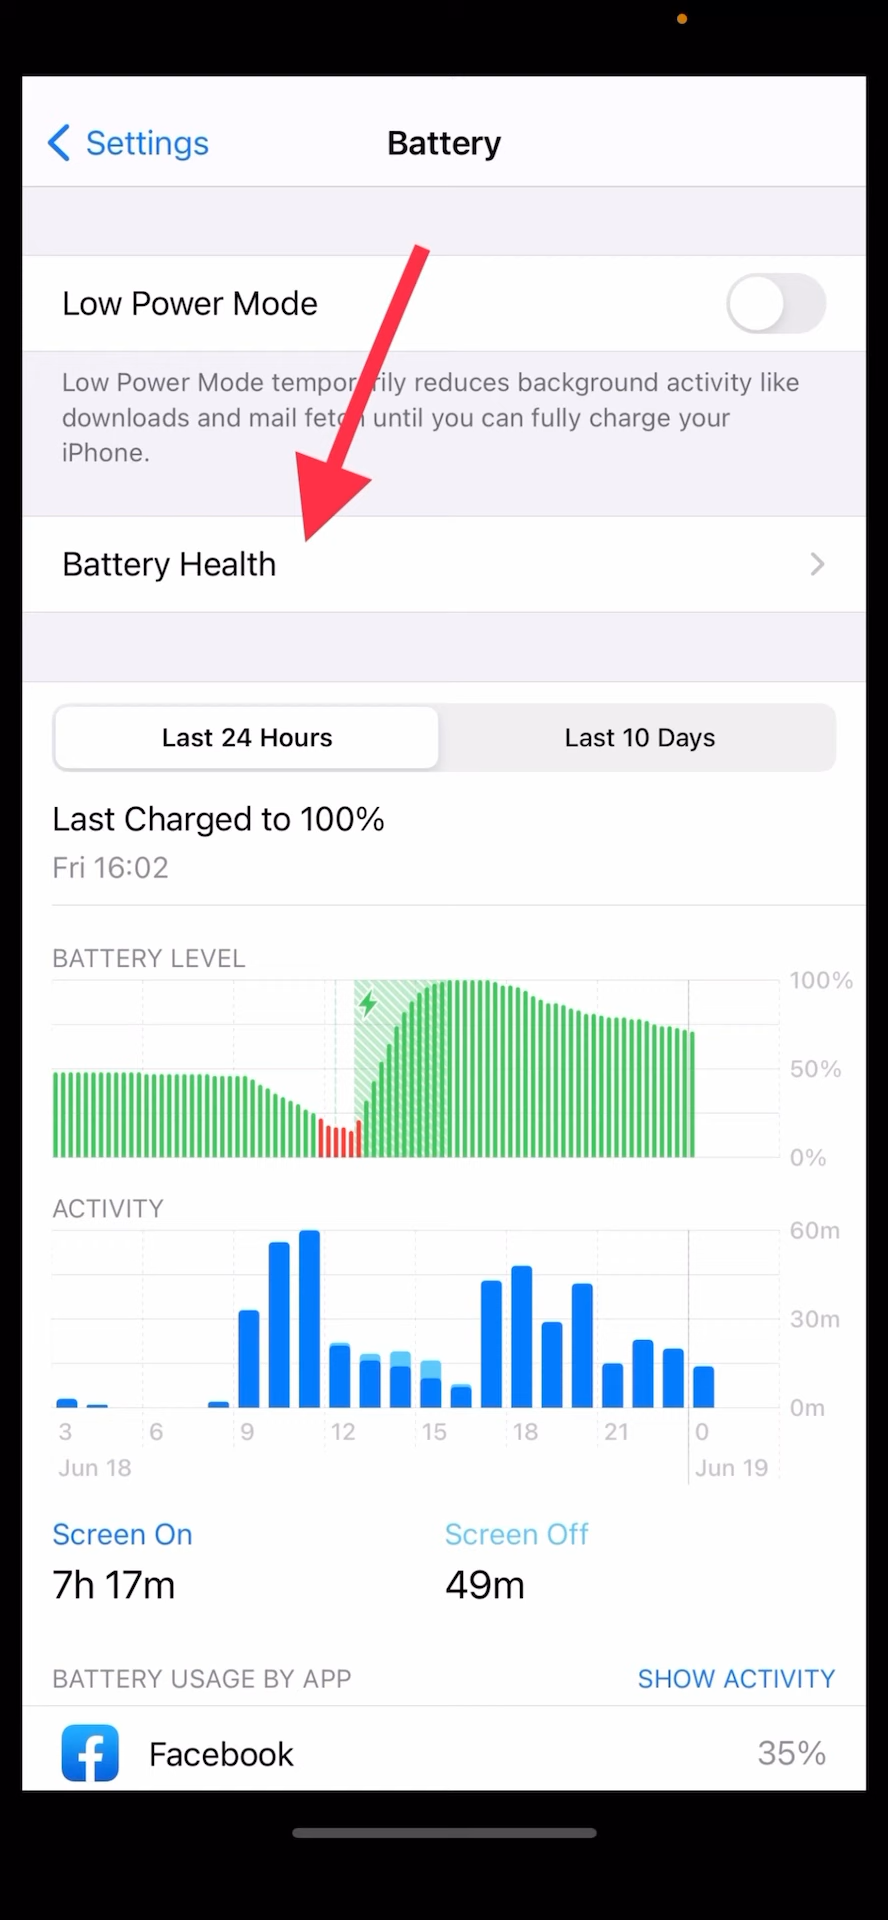 Settings
Battery
Low Power Mode
Low Power Mode temporarily reduces background activity like
downloads and mail fetch until you can fully charge your
iPhone.
Battery Health
Last 24 Hours
Last 10 Days
Last Charged to 100%
Fri 16:02
BATTERY LEVEL
100%
50%
0%
ACTIVITY
60m
30m
0m
3 6 9 12 15 18 21 0
Jun 18 Jun 19
Screen On Screen Off
7h 17m 49m
BATTERY USAGE BY APP SHOW ACTIVITY
Facebook 35%